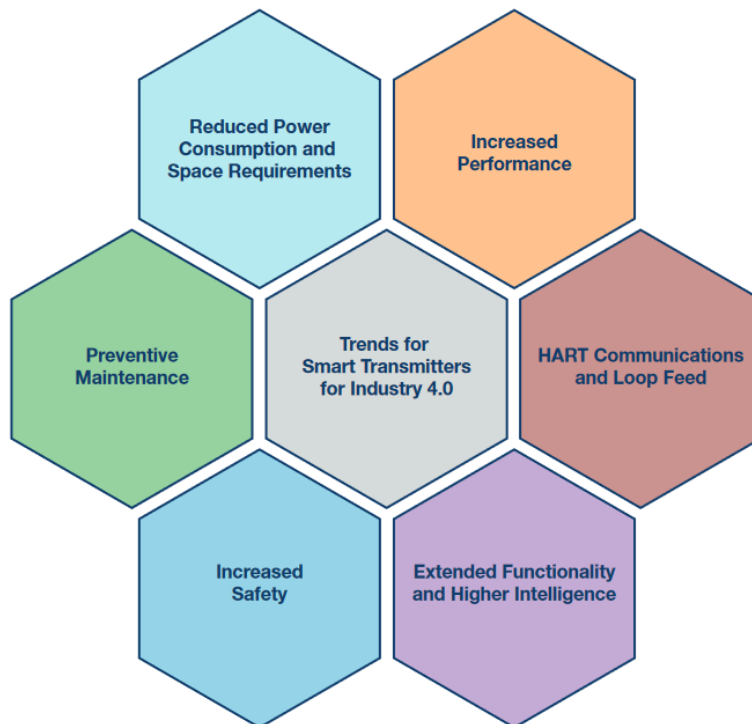 Reduced Power
Consumption and
Space Requirements
Increased
Performance
Preventive
Maintenance
Trends for
Smart Transmitters
for Industry 4.0
HART Communications
and Loop Feed
Increased
Safety
Extended Functionality
and Higher Intelligence